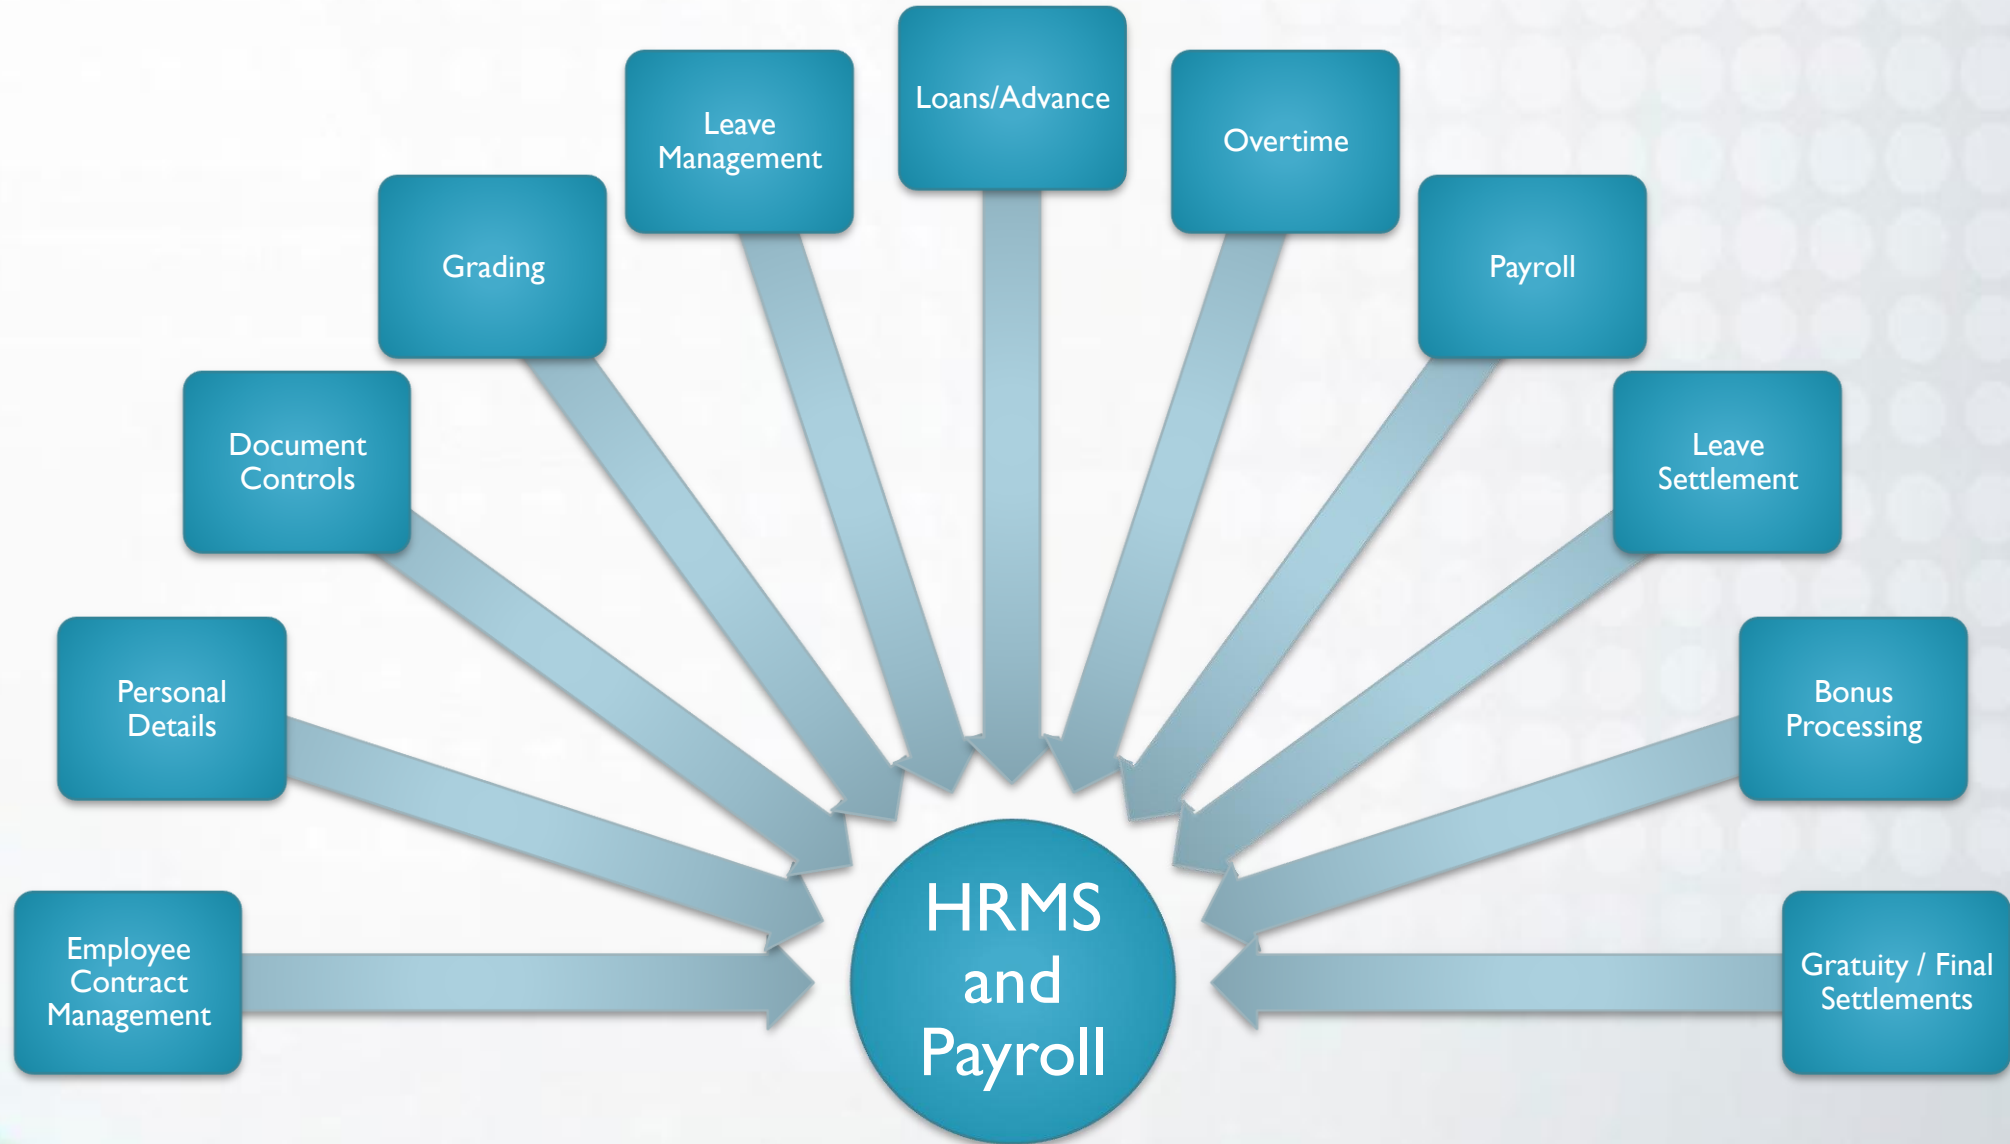 Employee
Contract
Management
Personal
Details
Document
Controls
Grading
Leave
Management
Loans/Advance
Overtime
Payroll
Leave
Settlement
Bonus
Processing
Gratuity / Final
Settlements
HRMS
and
Payroll